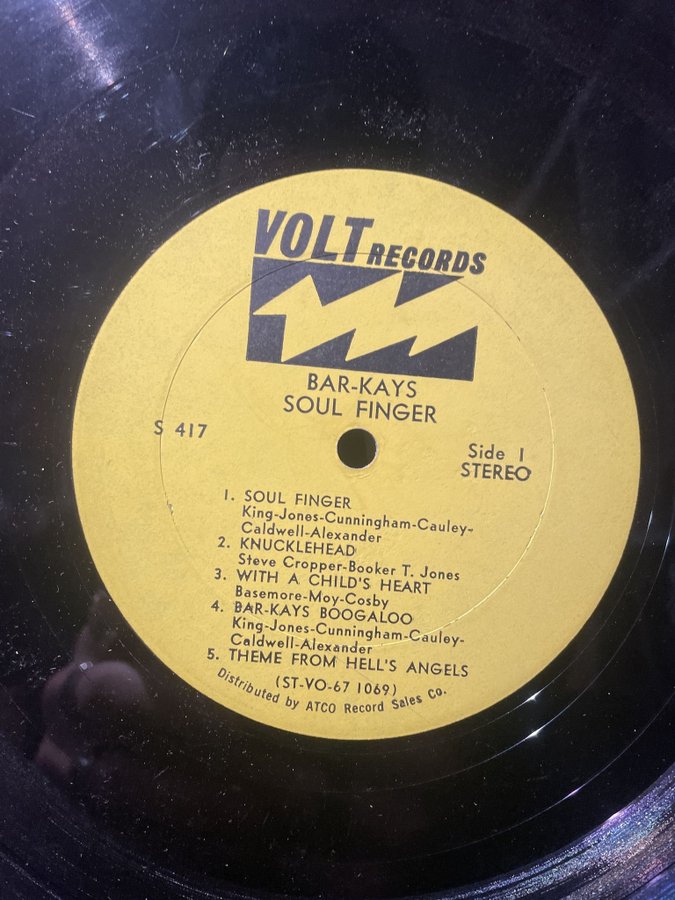 VOLT RECORDS
BAR-KAYS
SOUL FINGER
S 417
Side 1
STEREO
1. SOUL FINGER
King-Jones-Cunningham-Cauley-
Caldwell-Alexander
2. KNUCKLEHEAD
Steve Cropper-Booker T. Jones
3. WITH A CHILD'S HEART
Basemore-Moy-Cosby
4. BAR-KAYS BOOGALOO
King-Jones-Cunningham-Cauley-
Caldwell-Alexander
5. THEME FROM HELL'S ANGELS
(ST-VO-67 1069)
Distributed by ATCO Record Sales Co.